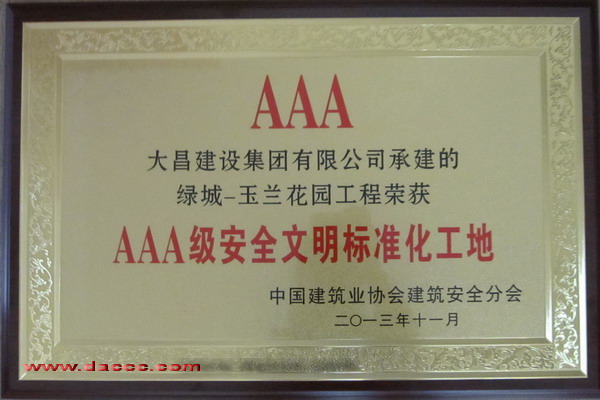 AAA
大昌建设集团有限公司承建的
绿城-玉兰花园工程荣获
AAA级安全文明标准化工地
中国建筑业协会建筑安全分会
二〇一三年十一月